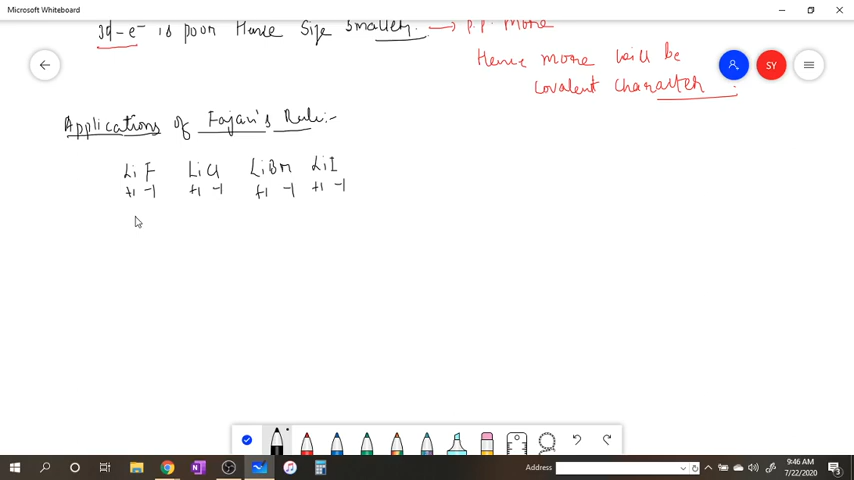 Microsoft Whiteboard
3d-e⁻ is poor Hence Size Smaller. → P.P. More
Hence more will be
covalent character.
SY
Applications of Fajan's Rule:-
LiF LiCl LiBr LiI
+1 -1 +1 -1 +1 -1 +1 -1
Address
9:46 AM
7/22/2020
3